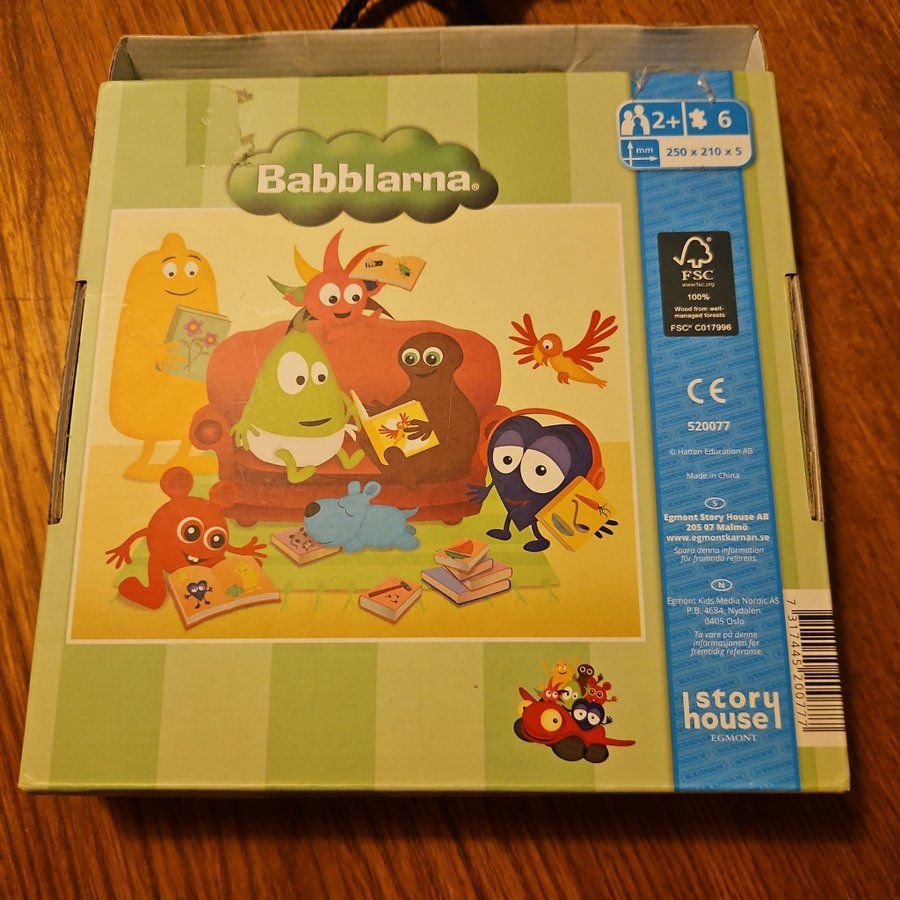 Babblarna®
2+ 6
mm 250 x 210 x 5
FSC
www.fsc.org
100%
Wood from well-
managed forests
FSC® C017996
CE
520077
© Hatten Education AB
Made in China
S
Egmont Story House AB
205 07 Malmö
www.egmontkarnan.se
Spara denna information
för framtida referens.
N
Egmont Kids Media Nordic AS
P.B. 4684, Nydalen
0405 Oslo
Ta vare på denne
informasjonen for
fremtidig referanse.
story
house
EGMONT
7 317445 200777